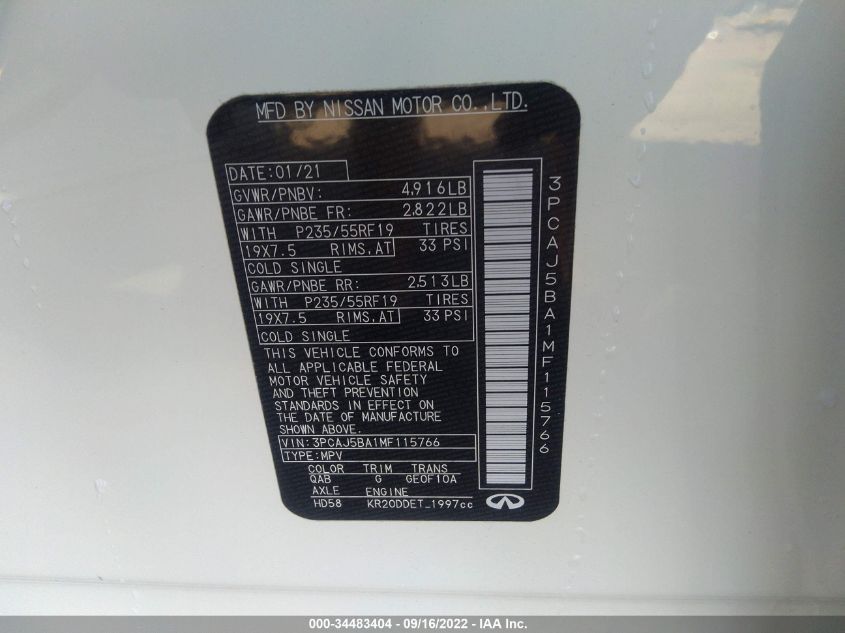 MFD BY NISSAN MOTOR CO.,LTD.
DATE:01/21
GVWR/PNBV: 4,916LB
GAWR/PNBE FR: 2,822LB
WITH P235/55RF19 TIRES
19X7.5 RIMS,AT 33 PSI
COLD SINGLE
GAWR/PNBE RR: 2,513LB
WITH P235/55RF19 TIRES
19X7.5 RIMS,AT 33 PSI
COLD SINGLE
THIS VEHICLE CONFORMS TO
ALL APPLICABLE FEDERAL
MOTOR VEHICLE SAFETY
AND THEFT PREVENTION
STANDARDS IN EFFECT ON
THE DATE OF MANUFACTURE
SHOWN ABOVE.
VIN:3PCAJ5BA1MF115766
TYPE:MPV
COLOR TRIM TRANS
QAB G GE0F10A
AXLE ENGINE
HD58 KR20DDET_1997cc
3PCAJ5BA1MF115766
000-34483404 - 09/16/2022 - IAA Inc.